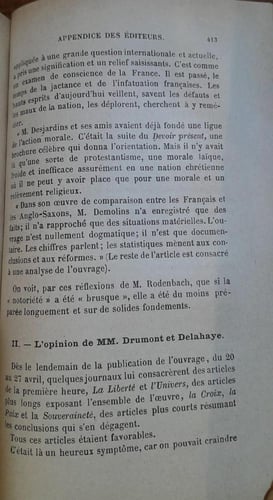 APPENDICE DES ÉDITEURS. 413
appliquée à une grande question internationale et actuelle,
a pris une signification et un relief saisissants. C'est comme
un examen de conscience de la France. Il est passé, le
temps de la jactance et de l'infatuation françaises. Les
hauts esprits d'aujourd'hui veillent, savent les défauts et
les maux de la nation, les déplorent, cherchent à y remé-
dier.
« M. Desjardins et ses amis avaient déjà fondé une ligue
de l'action morale. C'était la suite du Devoir présent, une
brochure célèbre qui donna l'orientation. Mais il n'y avait
là qu'une sorte de protestantisme, une morale laïque,
froide et inefficace assurément en une nation chrétienne
où il ne peut y avoir place que pour une morale et un
relèvement religieux.
« Dans son œuvre de comparaison entre les Français et
les Anglo-Saxons, M. Demolins n'a enregistré que des
faits; il n'a rapproché que des situations matérielles. L'ou-
vrage n'est nullement dogmatique; il n'est que documen-
taire. Les chiffres parlent; les statistiques mènent aux con-
clusions et aux réformes. » (Le reste de l'article est consacré
à une analyse de l'ouvrage).
On voit, par ces réflexions de M. Rodenbach, que si la
« notoriété » a été « brusque », elle a été du moins pré-
parée longuement et sur de solides fondements.
II. — L'opinion de MM. Drumont et Delahaye.
Dès le lendemain de la publication de l'ouvrage, du 20
au 27 avril, quelques journaux lui consacrèrent des articles
de la première heure, La Liberté et l'Univers, des articles
plus longs exposant l'ensemble de l'œuvre, la Croix, la
Paix et la Souveraineté, des articles plus courts résumant
les conclusions qui s'en dégagent.
Tous ces articles étaient favorables.
C'était là un heureux symptôme, car on pouvait craindre